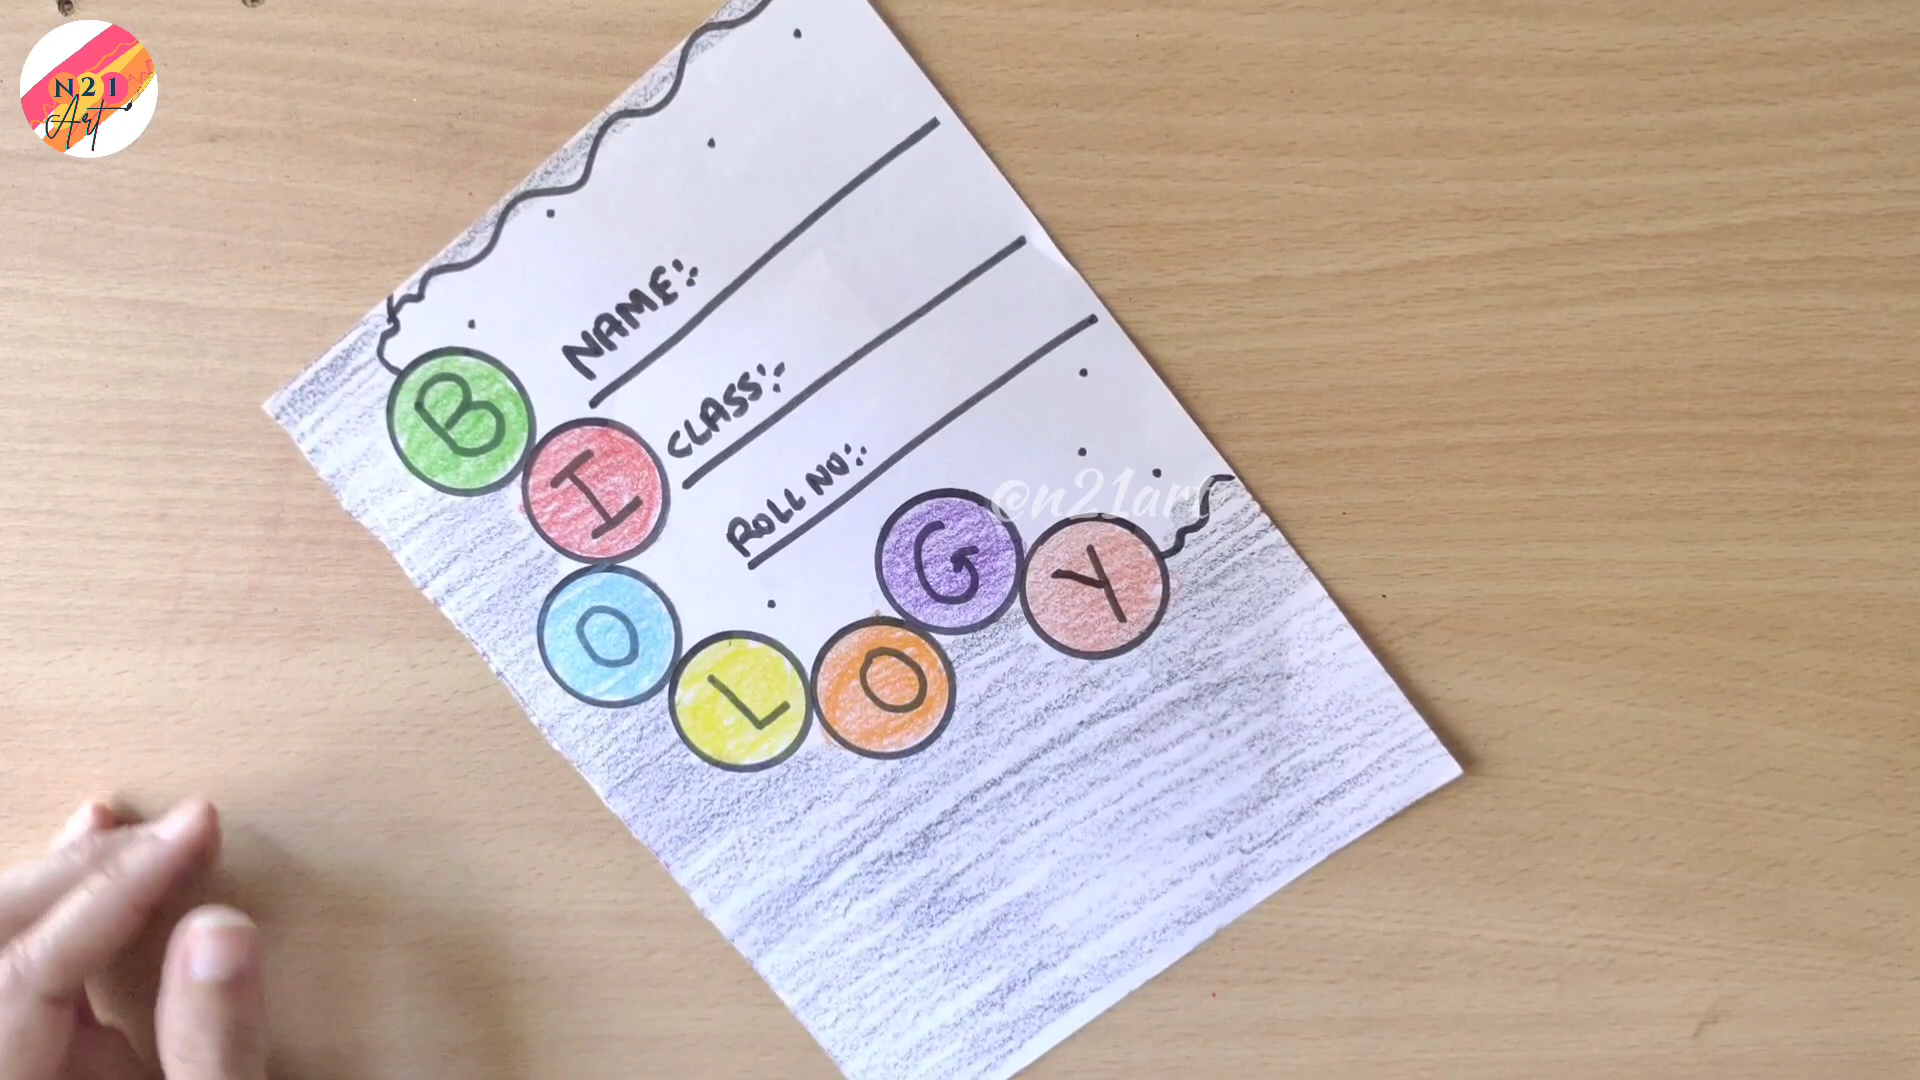 N21
Art
NAME:-
CLASS:-
ROLL NO:-
BIOLOGY
@n21art